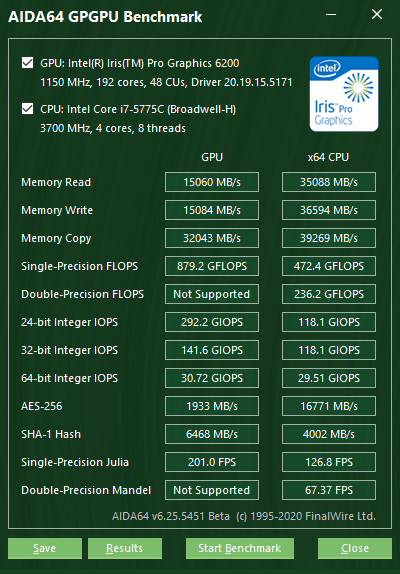 AIDA64 GPGPU Benchmark
GPU: Intel(R) Iris(TM) Pro Graphics 6200
1150 MHz, 192 cores, 48 CUs, Driver 20.19.15.5171
CPU: Intel Core i7-5775C (Broadwell-H)
3700 MHz, 4 cores, 8 threads
intel
Iris™ Pro
Graphics
GPU x64 CPU
Memory Read 15060 MB/s 35088 MB/s
Memory Write 15084 MB/s 36594 MB/s
Memory Copy 32043 MB/s 39269 MB/s
Single-Precision FLOPS 879.2 GFLOPS 472.4 GFLOPS
Double-Precision FLOPS Not Supported 236.2 GFLOPS
24-bit Integer IOPS 292.2 GIOPS 118.1 GIOPS
32-bit Integer IOPS 141.6 GIOPS 118.1 GIOPS
64-bit Integer IOPS 30.72 GIOPS 29.51 GIOPS
AES-256 1933 MB/s 16771 MB/s
SHA-1 Hash 6468 MB/s 4002 MB/s
Single-Precision Julia 201.0 FPS 126.8 FPS
Double-Precision Mandel Not Supported 67.37 FPS
AIDA64 v6.25.5451 Beta (c) 1995-2020 FinalWire Ltd.
Save Results Start Benchmark Close